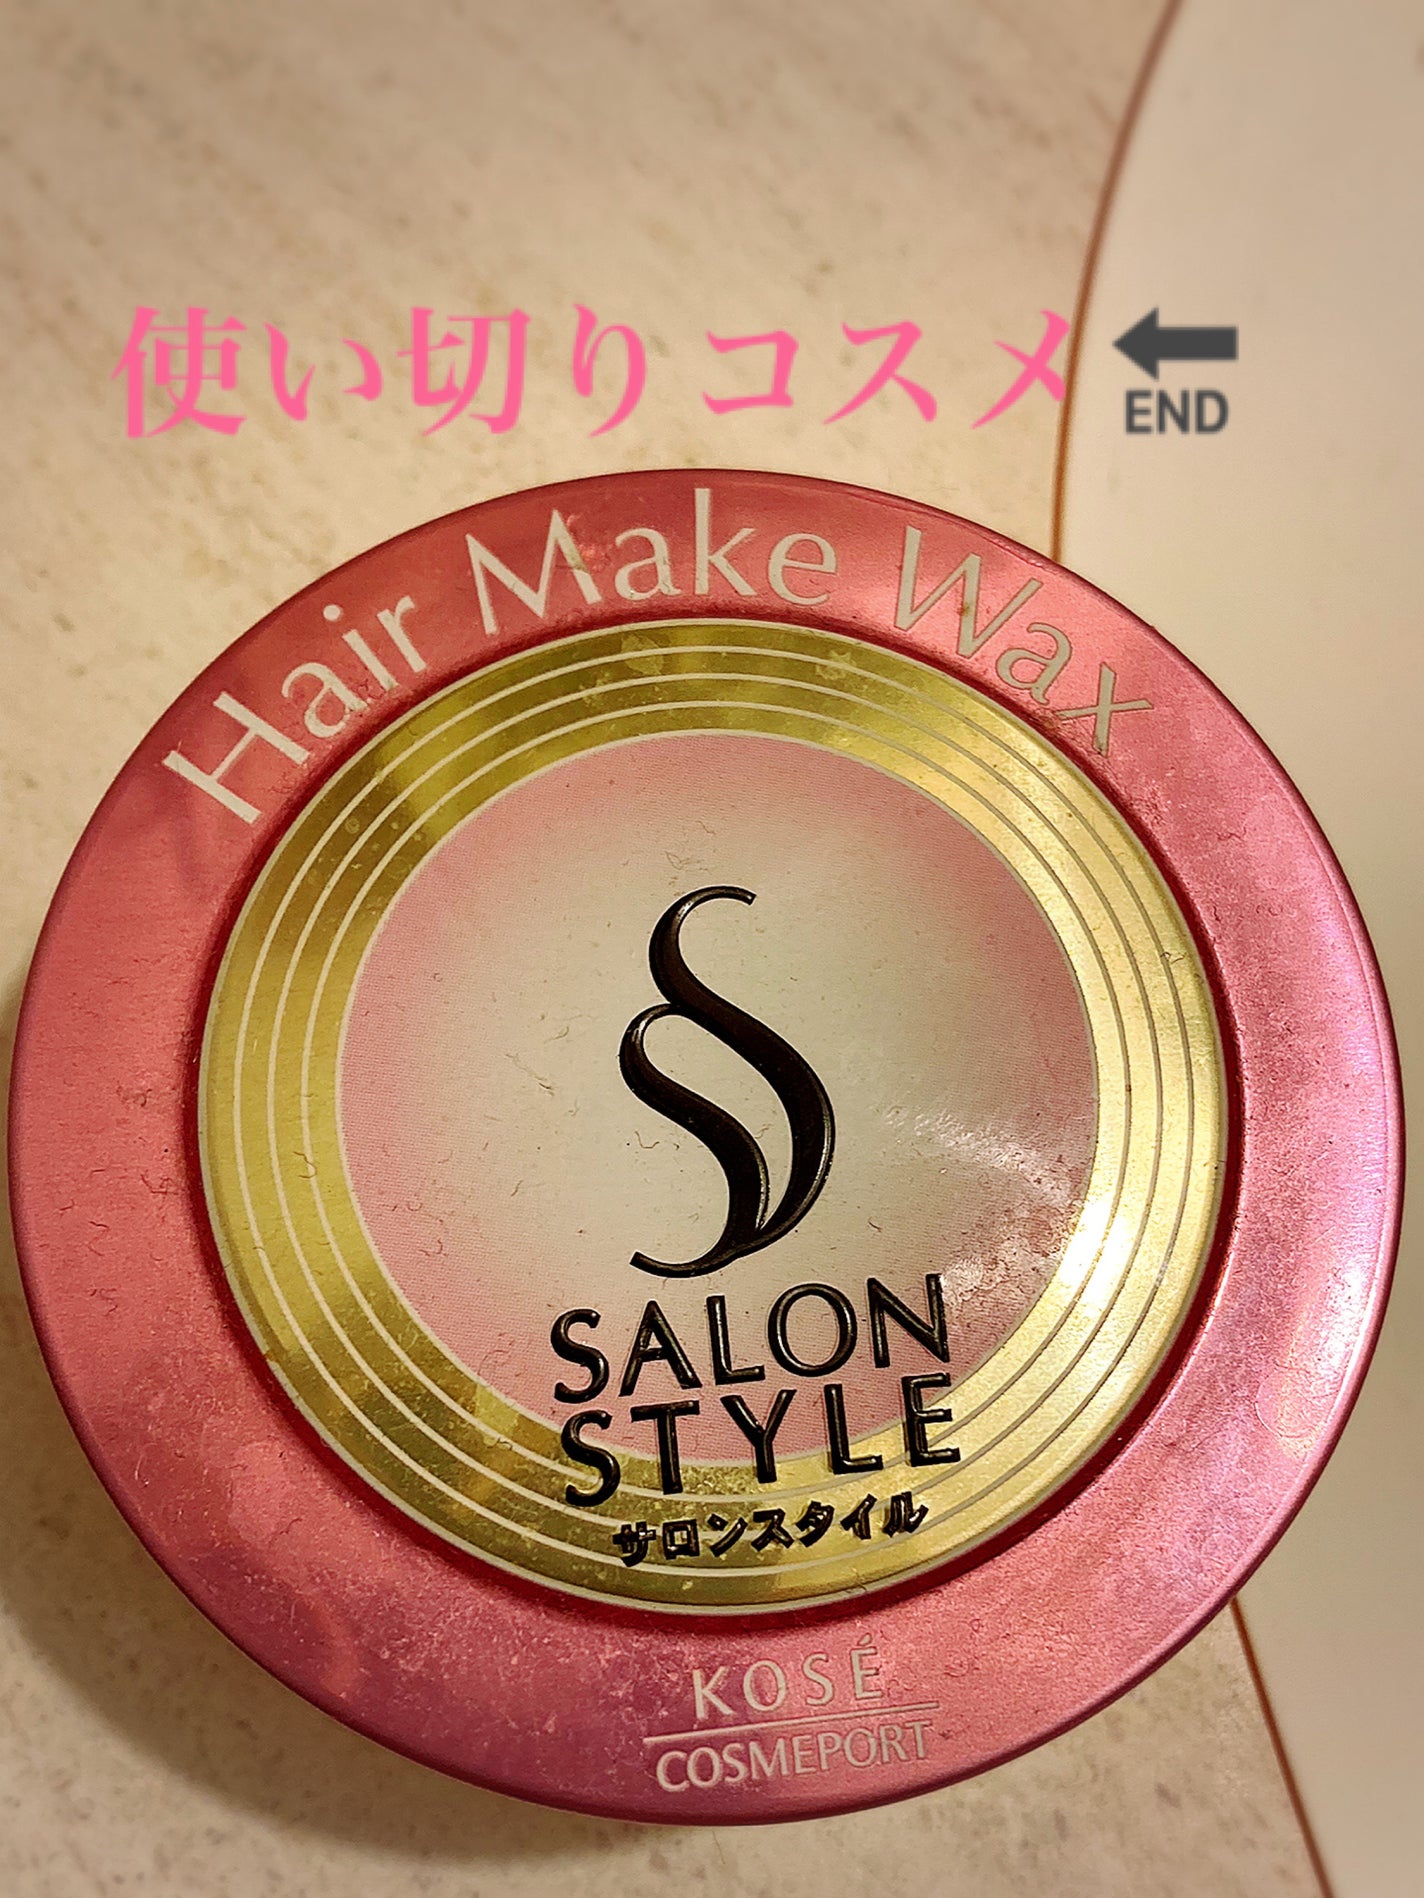 使い切りコスメ
END
Hair Make Wax
SALON
STYLE
サロンスタイル
KOSÉ
COSMEPORT